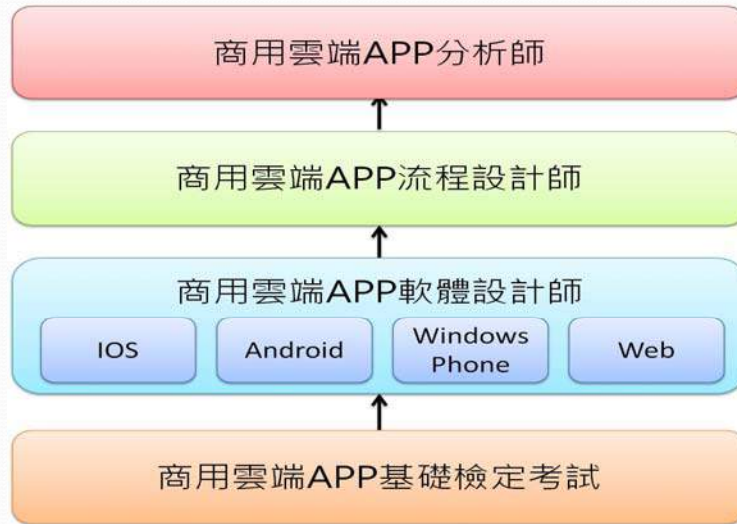 商用雲端APP分析師
商用雲端APP流程設計師
商用雲端APP軟體設計師
IOS
Android
Windows
Phone
Web
商用雲端APP基礎檢定考試